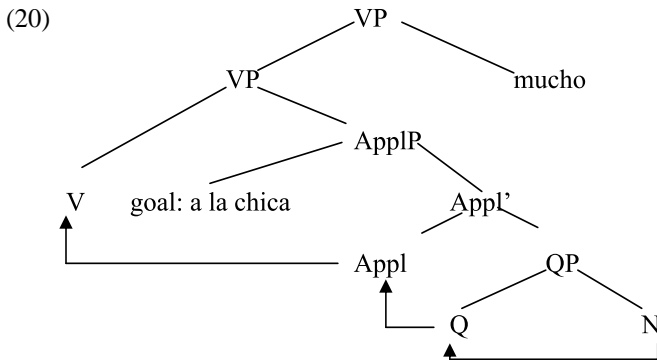 (20) VP
VP mucho
ApplP
V goal: a la chica Appl’
Appl QP
Q N